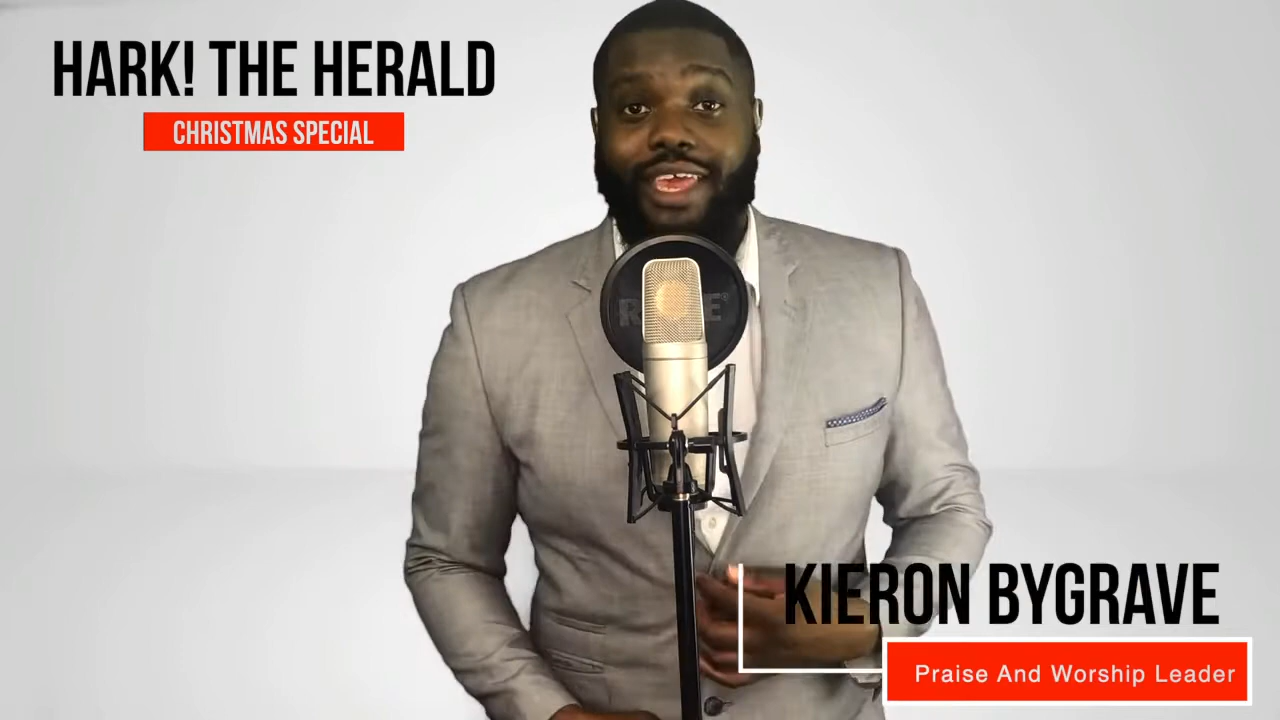 HARK! THE HERALD
CHRISTMAS SPECIAL
KIERON BYGRAVE
Praise And Worship Leader